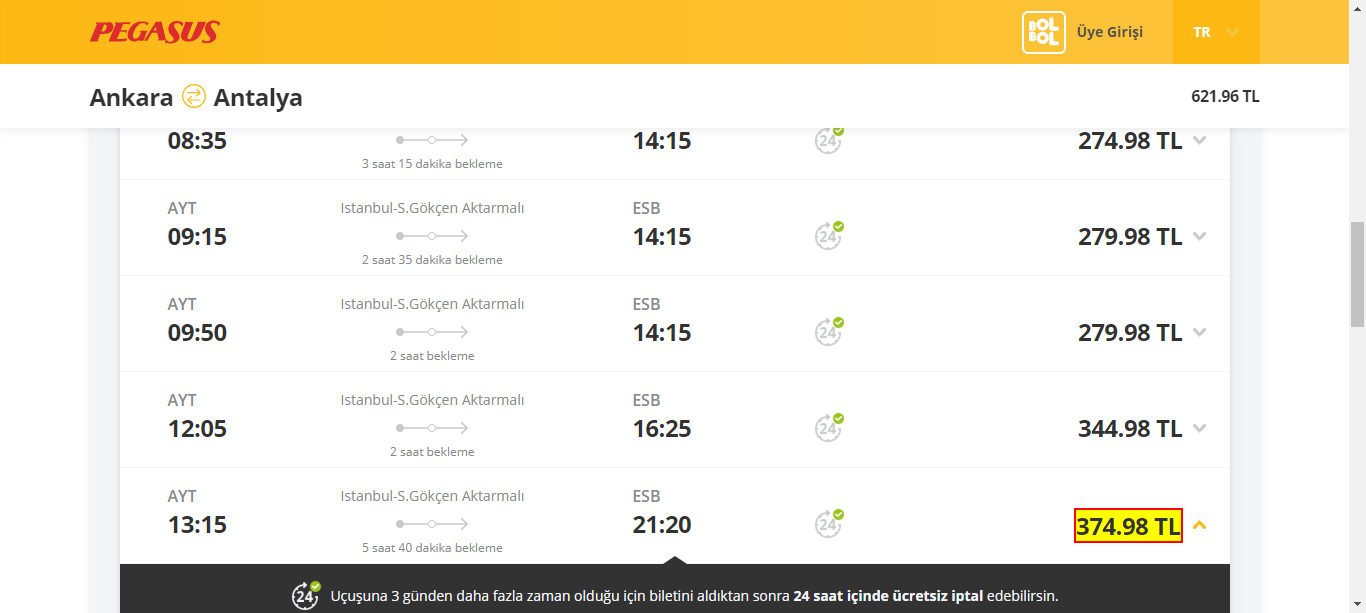 PEGASUS
BOL
BOL
Üye Girişi
TR
Ankara Antalya
621.96 TL
08:35 14:15 24 274.98 TL
3 saat 15 dakika bekleme
AYT Istanbul-S.Gökçen Aktarmalı ESB
09:15 14:15 24 279.98 TL
2 saat 35 dakika bekleme
AYT Istanbul-S.Gökçen Aktarmalı ESB
09:50 14:15 24 279.98 TL
2 saat bekleme
AYT Istanbul-S.Gökçen Aktarmalı ESB
12:05 16:25 24 344.98 TL
2 saat bekleme
AYT Istanbul-S.Gökçen Aktarmalı ESB
13:15 21:20 24 374.98 TL
5 saat 40 dakika bekleme
24 Uçuşuna 3 günden daha fazla zaman olduğu için biletini aldıktan sonra 24 saat içinde ücretsiz iptal edebilirsin.